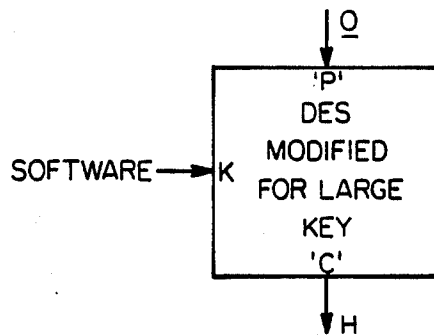 O
'P'
DES
MODIFIED
SOFTWARE K FOR LARGE
KEY
'C'
H